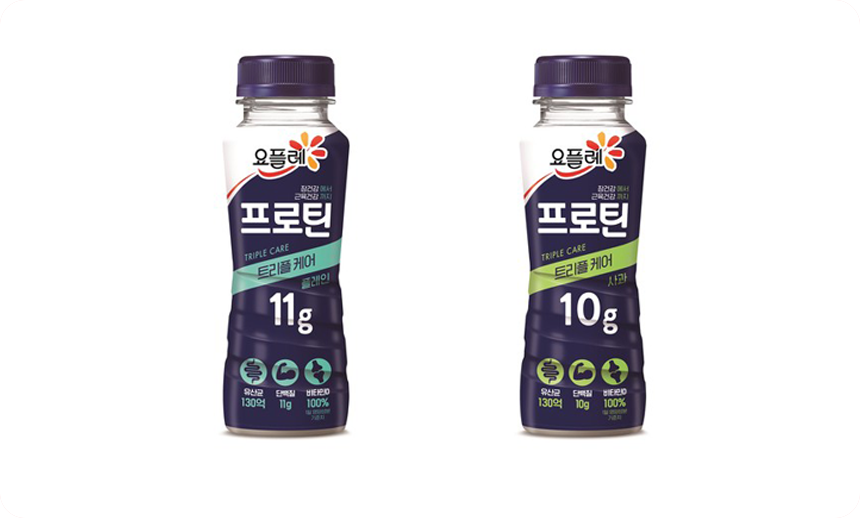 요플레
장건강에서
근육건강까지
프로틴
TRIPLE CARE
트리플 케어
플레인
11g
유산균
130억
단백질
11g
비타민D
100%
요플레
장건강에서
근육건강까지
프로틴
TRIPLE CARE
트리플 케어
사과
10g
유산균
130억
단백질
10g
비타민D
100%